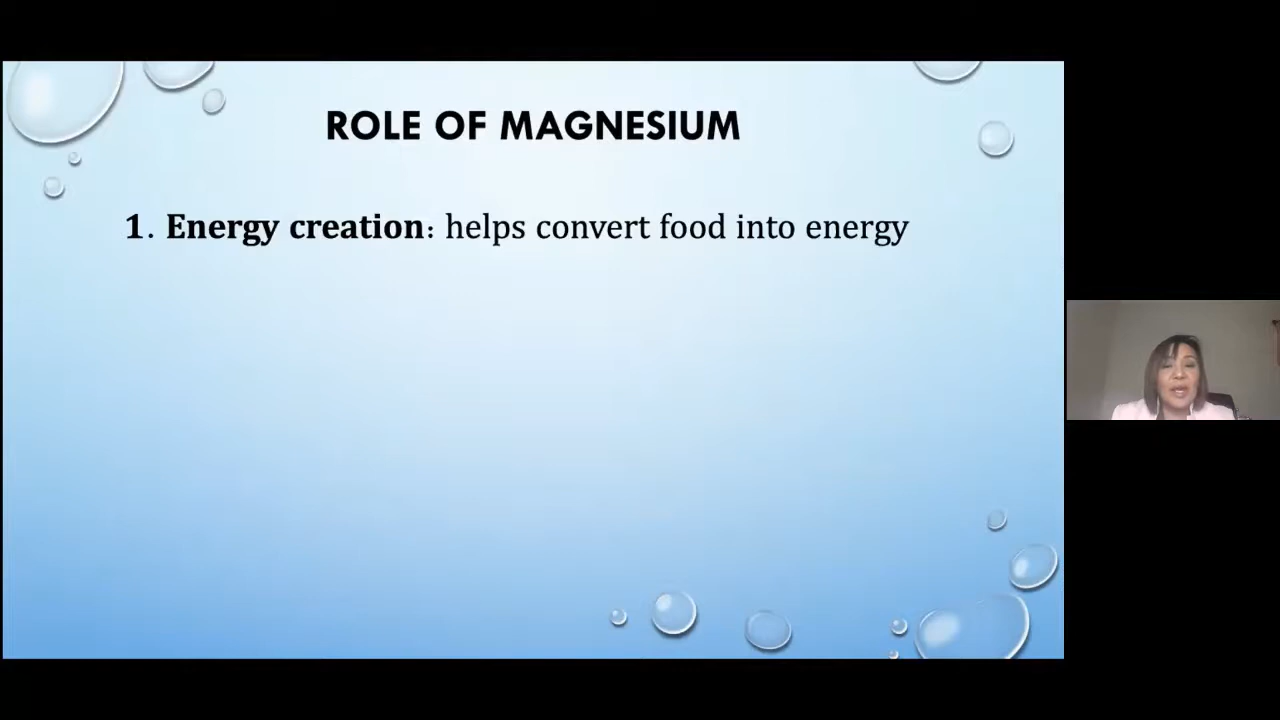 ROLE OF MAGNESIUM
1. Energy creation: helps convert food into energy